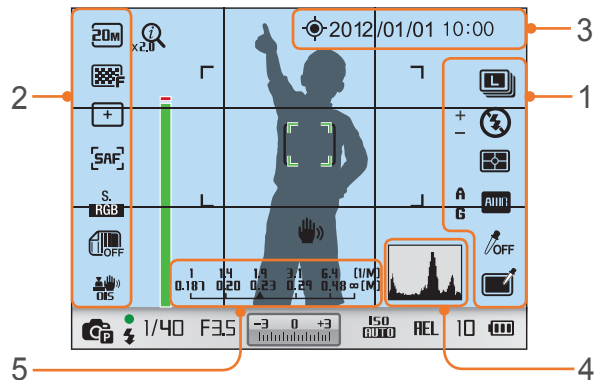 3
2012/01/01 10:00
20M
x2.0
F
2
1
L
+
-
+
SAF
S.
RGB
A
G
AWB
OFF
OFF
OIS
1 1.4 1.9 3.1 6.4 [1/M]
0.187 0.20 0.23 0.29 0.48 ∞ [M]
P
1/40
F3.5
-3 0 +3
ISO
AUTO
AEL
10
5
4